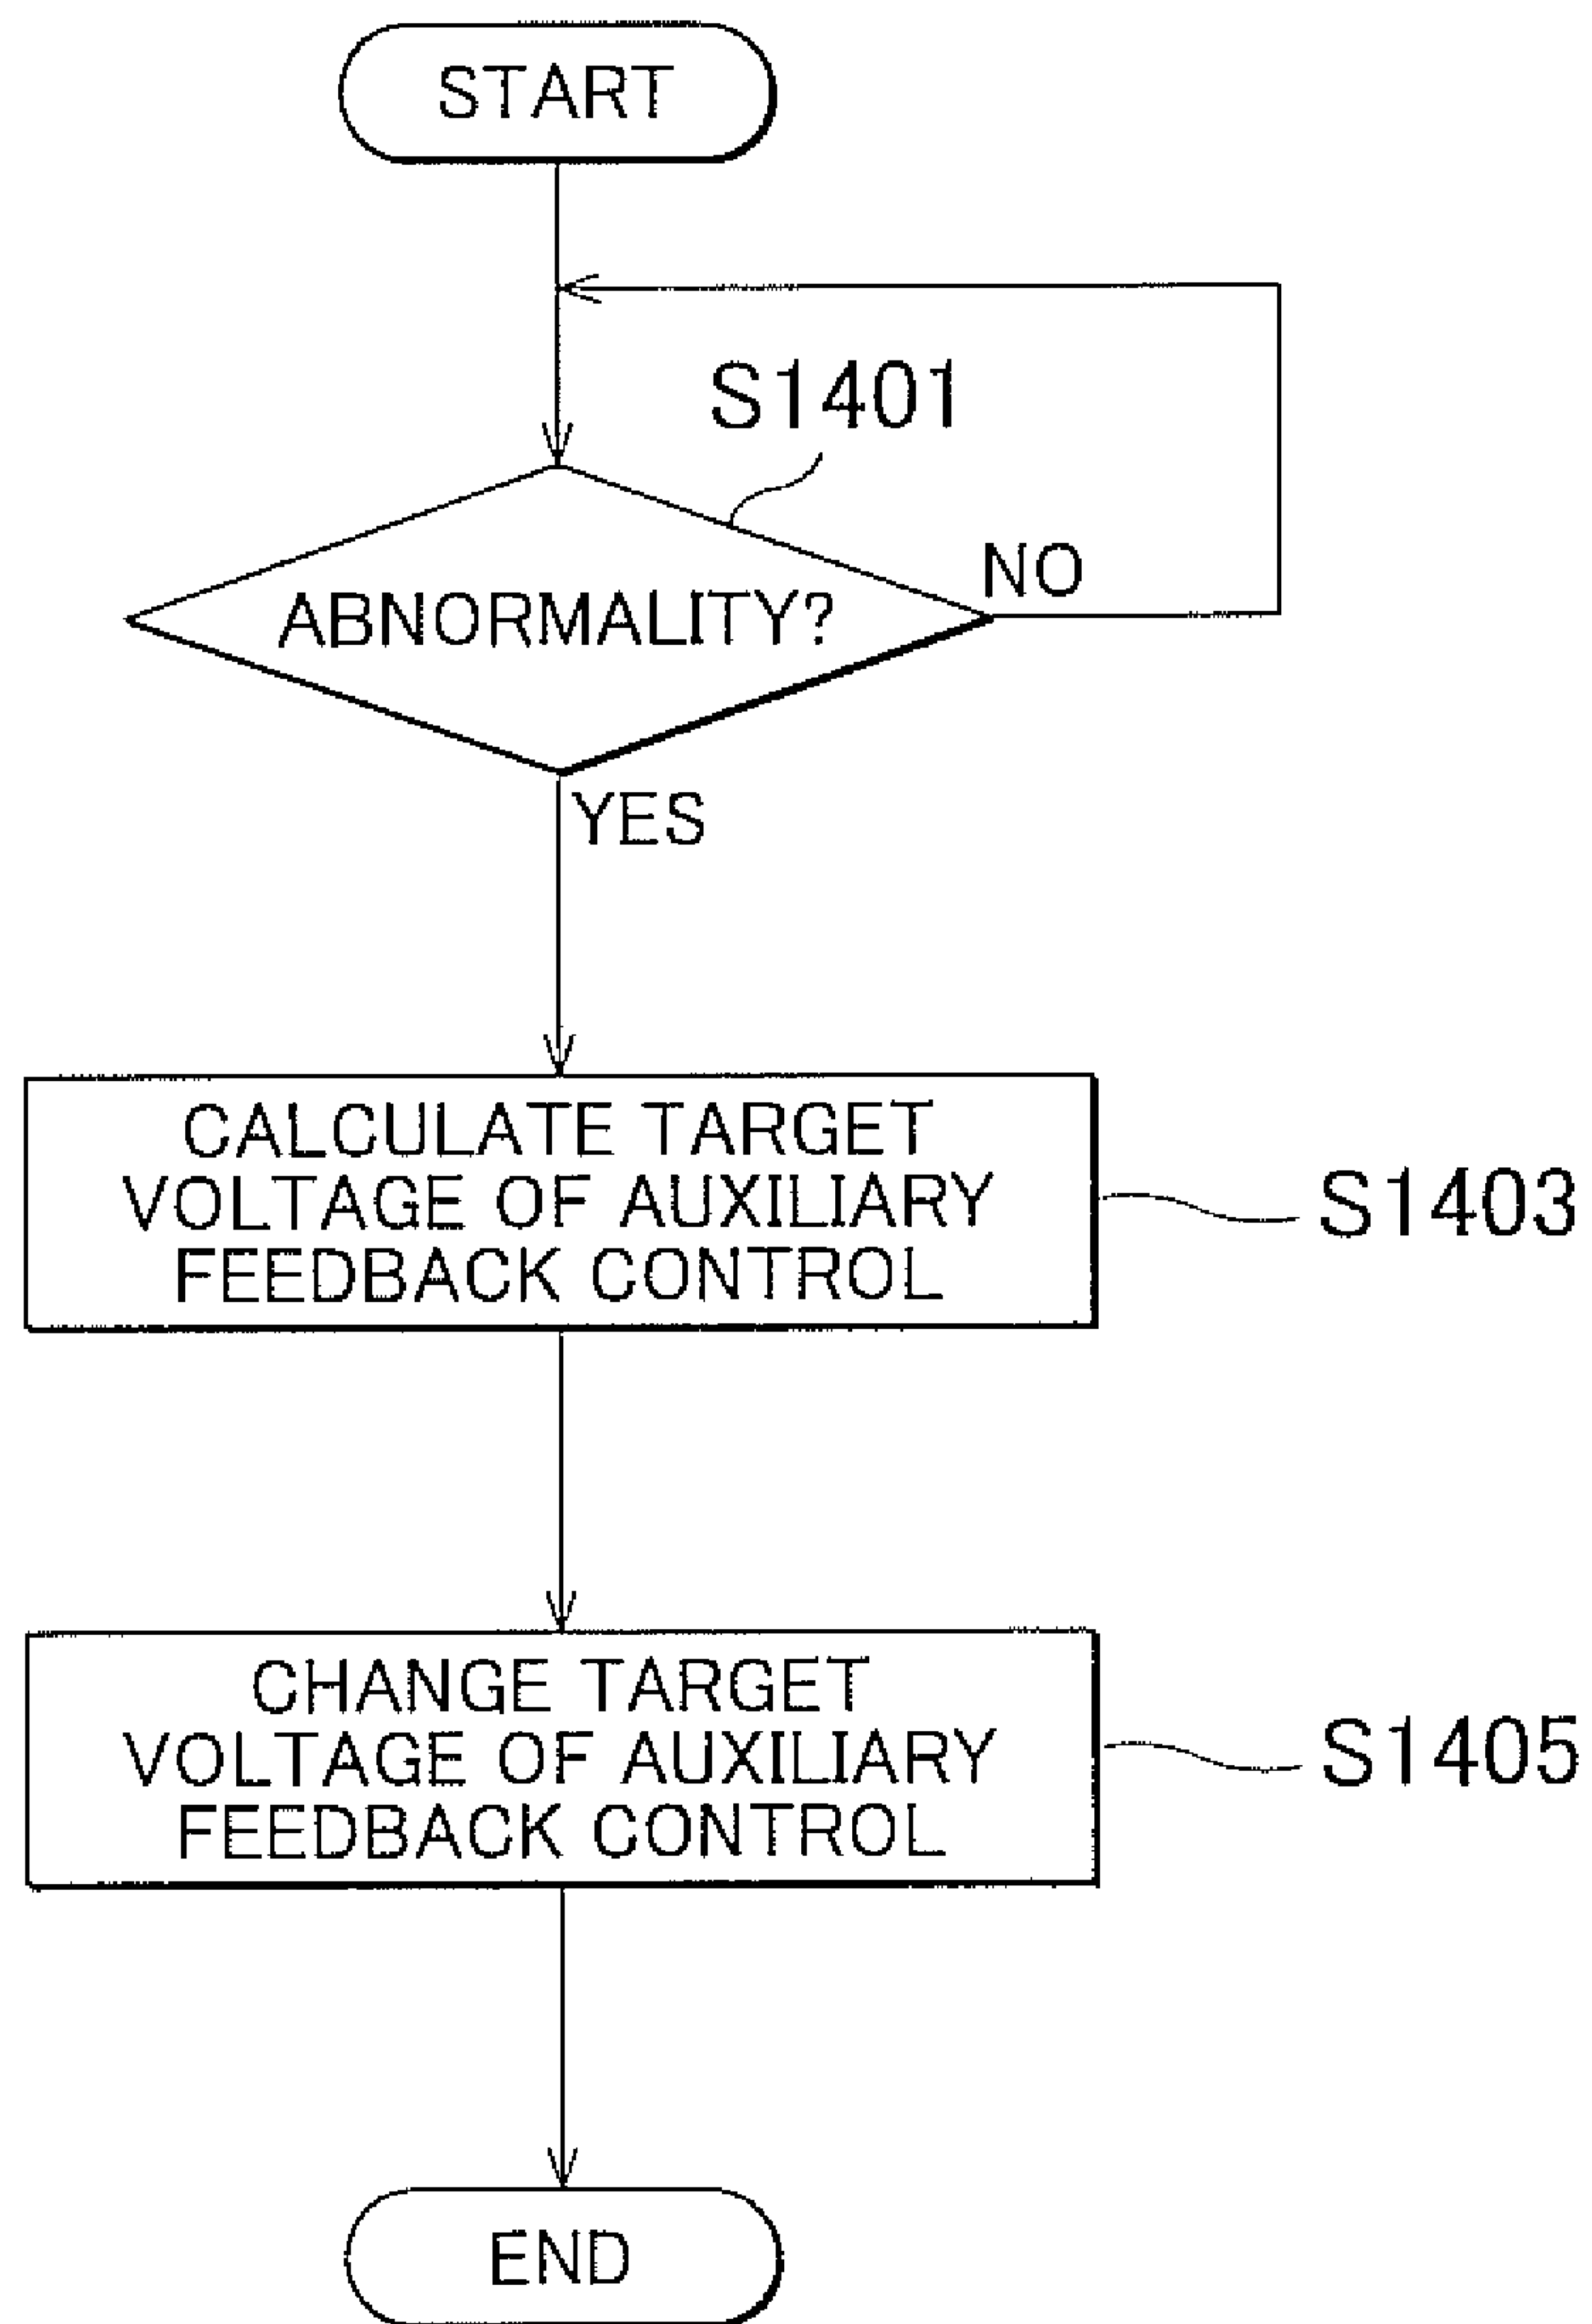 START
S1401
NO
ABNORMALITY?
YES
CALCULATE TARGET
VOLTAGE OF AUXILIARY
FEEDBACK CONTROL
S1403
CHANGE TARGET
VOLTAGE OF AUXILIARY
FEEDBACK CONTROL
S1405
END